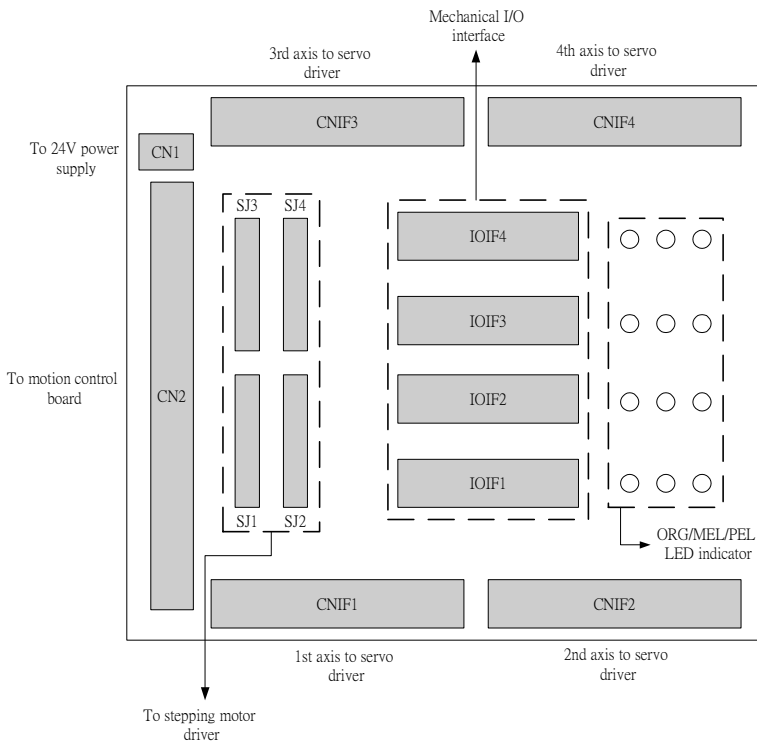 Mechanical I/O
interface
3rd axis to servo
driver
4th axis to servo
driver
CNIF3
CNIF4
To 24V power
supply
CN1
SJ3
SJ4
IOIF4
IOIF3
To motion control
board
CN2
IOIF2
IOIF1
SJ1
SJ2
ORG/MEL/PEL
LED indicator
CNIF1
CNIF2
1st axis to servo
driver
2nd axis to servo
driver
To stepping motor
driver